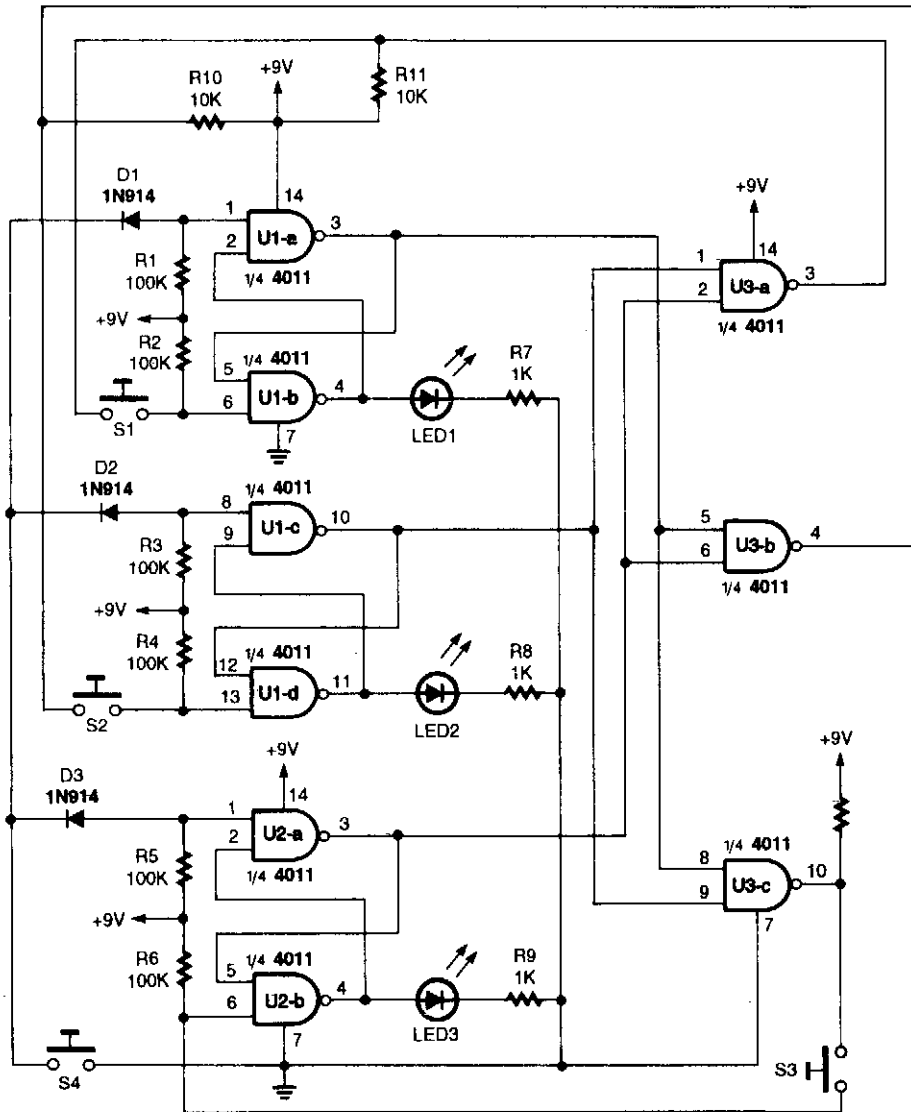 +9V
R10
10K
R11
10K
D1
1N914
14
1
2
3
U1-a
1/4 4011
R1
100K
+9V
R2
100K
1/4 4011
5
6
4
U1-b
7
S1
LED1
R7
1K
+9V
14
1
2
3
U3-a
1/4 4011
D2
1N914
1/4 4011
8
9
10
U1-c
R3
100K
+9V
R4
100K
1/4 4011
12
13
11
U1-d
S2
LED2
R8
1K
5
6
4
U3-b
1/4 4011
D3
1N914
+9V
14
1
2
3
U2-a
1/4 4011
R5
100K
+9V
R6
100K
1/4 4011
5
6
4
U2-b
7
S4
LED3
R9
1K
+9V
1/4 4011
8
9
10
U3-c
7
S3